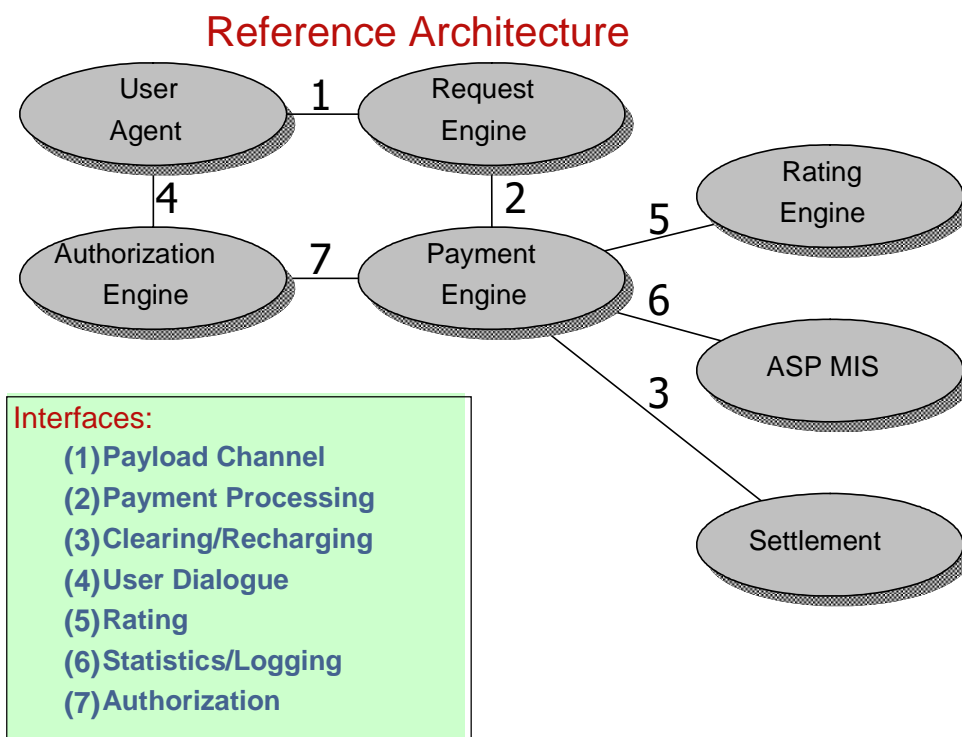 Reference Architecture
User
Agent
1
Request
Engine
4
2
5
Rating
Engine
Authorization
Engine
7
Payment
Engine
6
ASP MIS
3
Settlement
Interfaces:
(1)Payload Channel
(2)Payment Processing
(3)Clearing/Recharging
(4)User Dialogue
(5)Rating
(6)Statistics/Logging
(7)Authorization